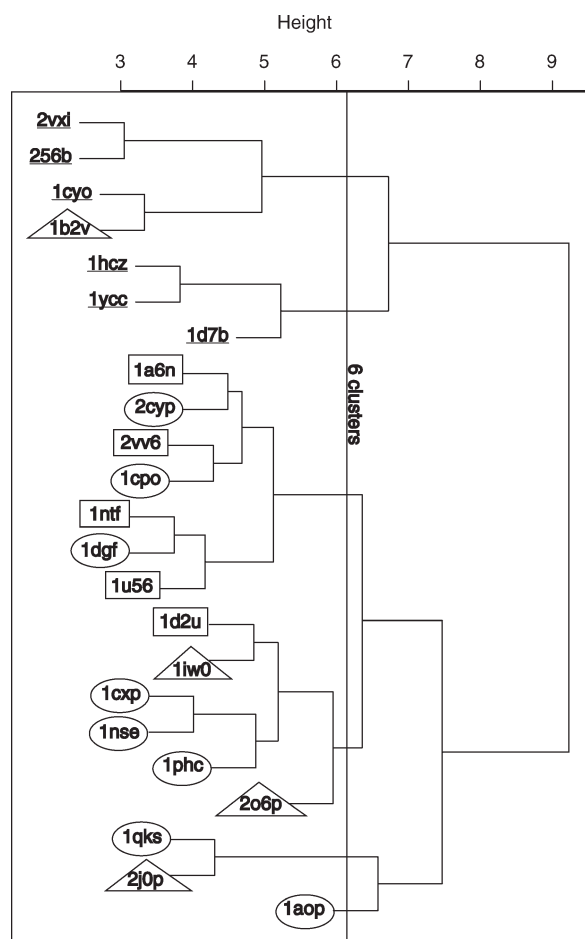 Height
3 4 5 6 7 8 9
2vxi
256b
1cyo
1b2v
1hcz
1ycc
1d7b
1a6n
6 clusters
2cyp
2vv6
1cpo
1ntf
1dgf
1u56
1d2u
1iw0
1cxp
1nse
1phc
2o6p
1qks
2j0p
1aop